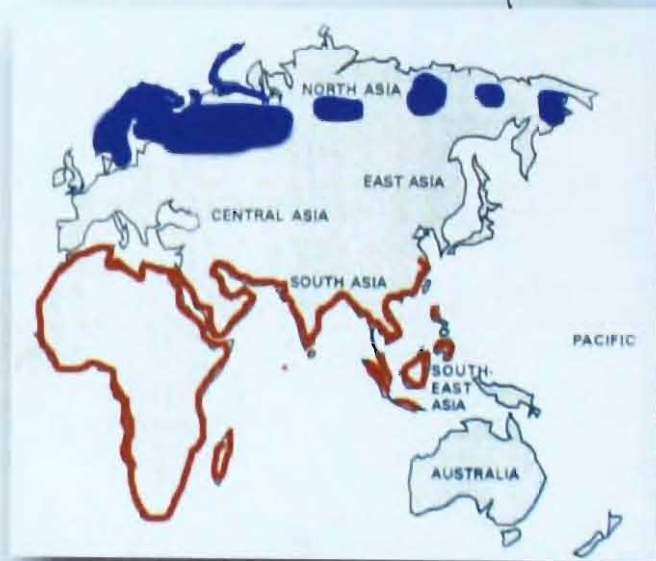 NORTH ASIA
EAST ASIA
CENTRAL ASIA
SOUTH ASIA
PACIFIC
SOUTH-
EAST
ASIA
AUSTRALIA